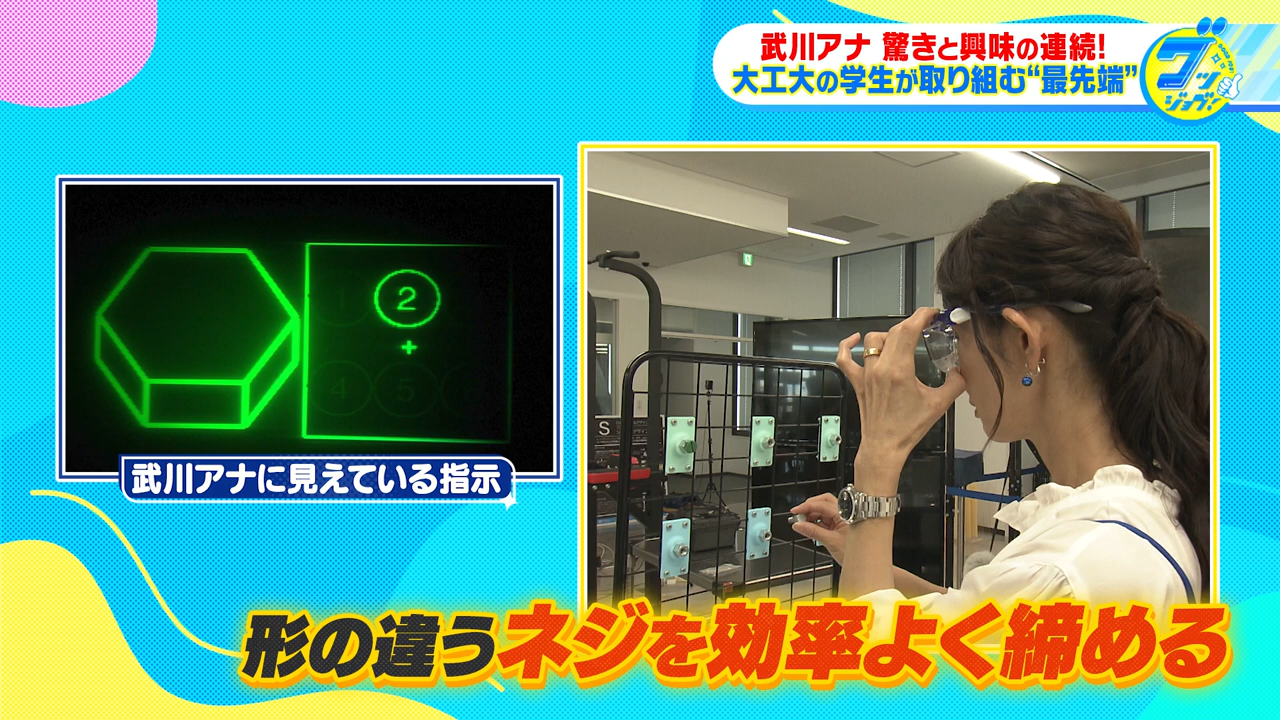 武川アナ 驚きと興味の連続!
大工大の学生が取り組む“最先端”
グッ
ジョブ!
1
2
+
4
5
武川アナに見えている指示
S
形の違うネジを効率よく締める